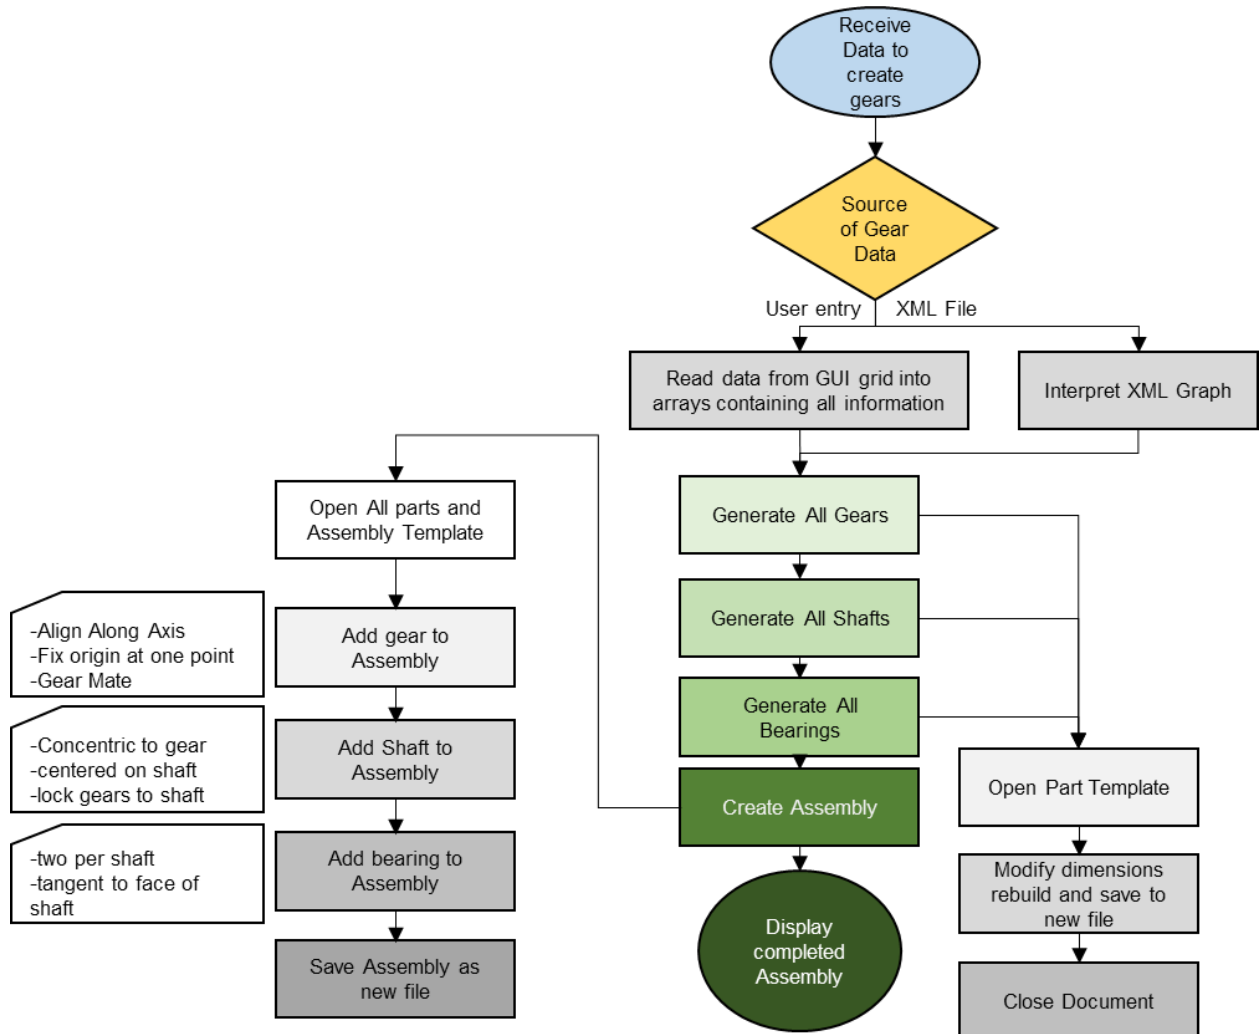 Receive
Data to
create
gears
Source
of Gear
Data
User entry
XML File
Read data from GUI grid into
arrays containing all information
Interpret XML Graph
Generate All Gears
Generate All Shafts
Generate All
Bearings
Create Assembly
Display
completed
Assembly
Open Part Template
Modify dimensions
rebuild and save to
new file
Close Document
Open All parts and
Assembly Template
-Align Along Axis
-Fix origin at one point
-Gear Mate
Add gear to
Assembly
-Concentric to gear
-centered on shaft
-lock gears to shaft
Add Shaft to
Assembly
-two per shaft
-tangent to face of
shaft
Add bearing to
Assembly
Save Assembly as
new file